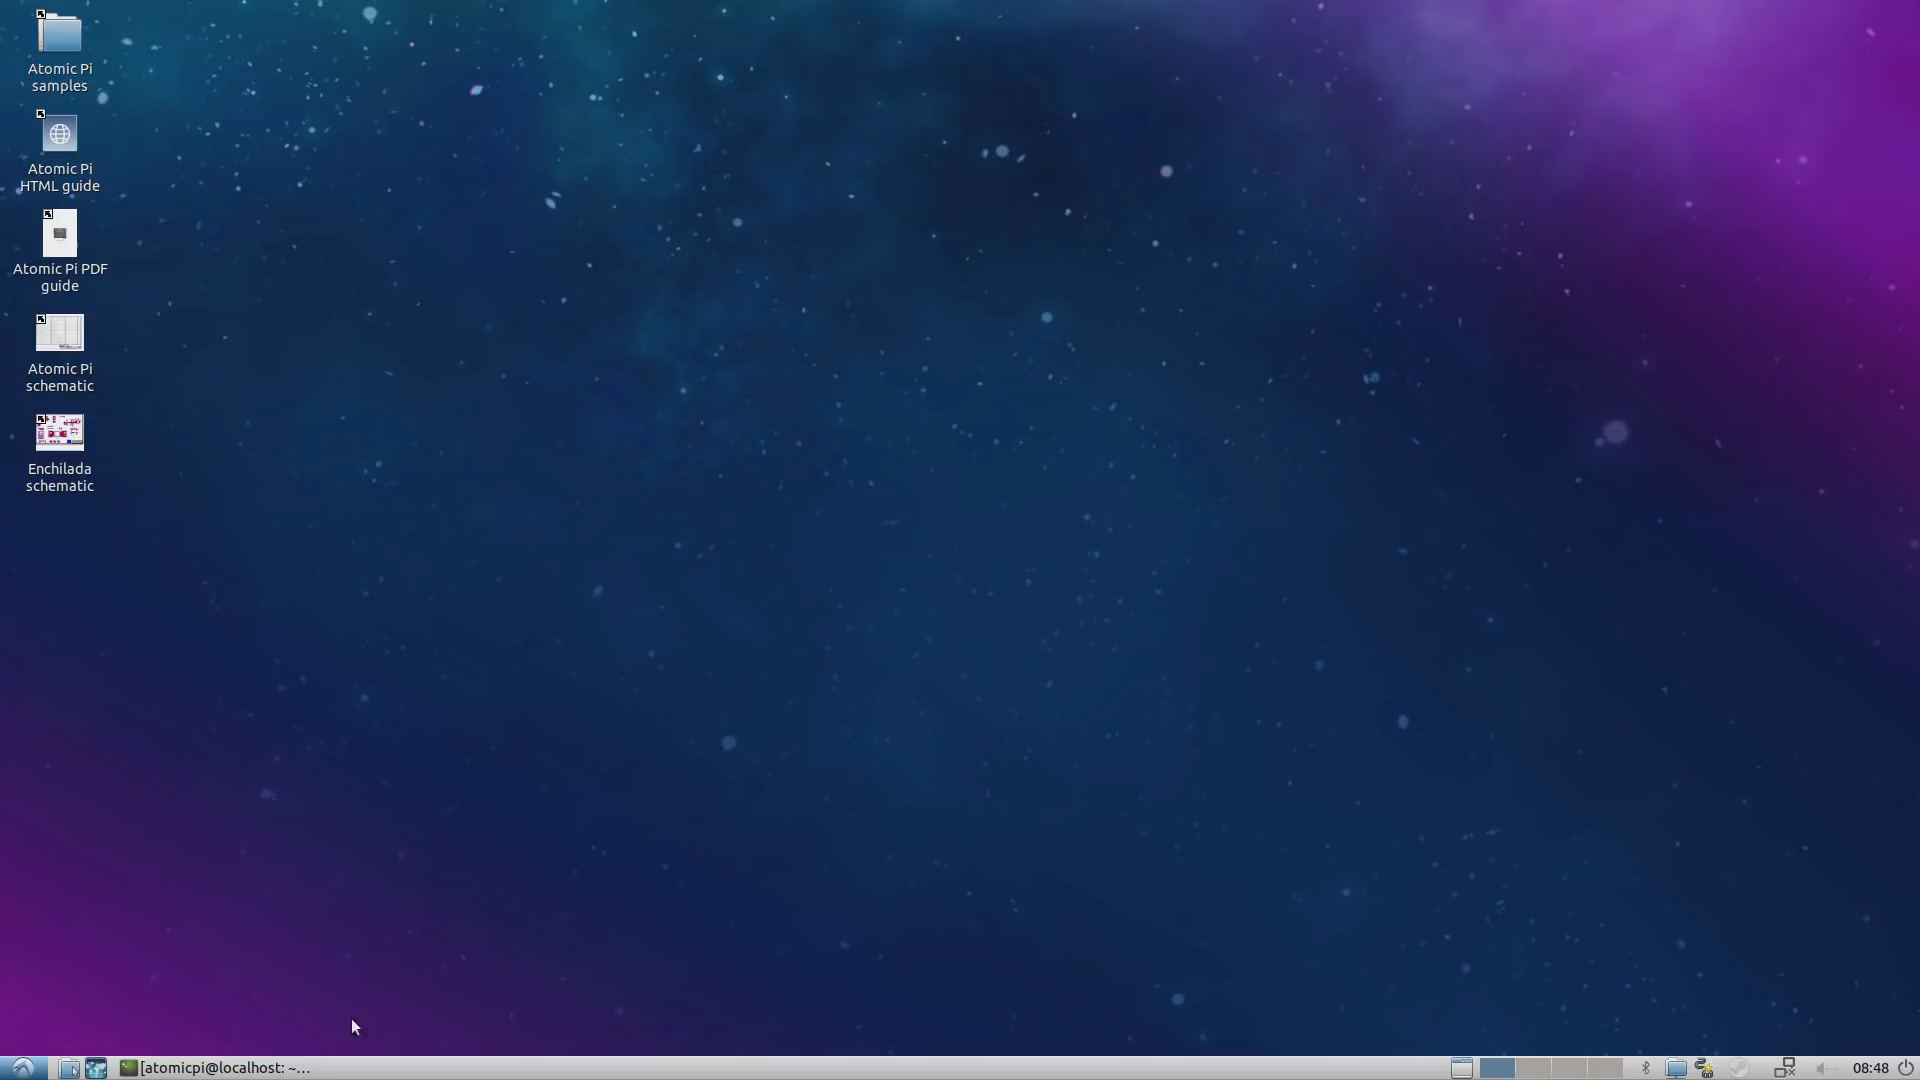 Atomic Pi
samples
Atomic Pi
HTML guide
Atomic Pi PDF
guide
Atomic Pi
schematic
Enchilada
schematic
[atomicpi@localhost: ~...
08:48